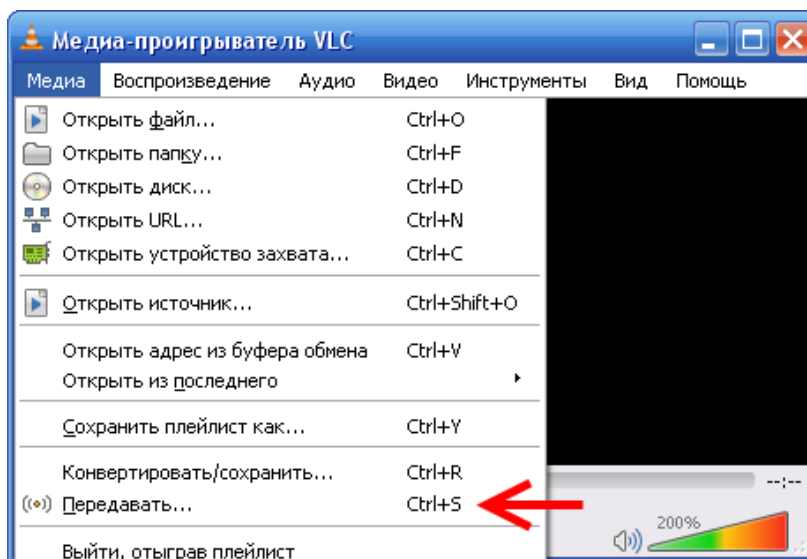 Медиа-проигрыватель VLC
Медиа Воспроизведение Аудио Видео Инструменты Вид Помощь
Открыть файл... Ctrl+O
Открыть папку... Ctrl+F
Открыть диск... Ctrl+D
Открыть URL... Ctrl+N
Открыть устройство захвата... Ctrl+C
Открыть источник... Ctrl+Shift+O
Открыть адрес из буфера обмена Ctrl+V
Открыть из последнего
Сохранить плейлист как... Ctrl+Y
Конвертировать/сохранить... Ctrl+R
--:--
Передавать... Ctrl+S
200%
Выйти, отыграв плейлист